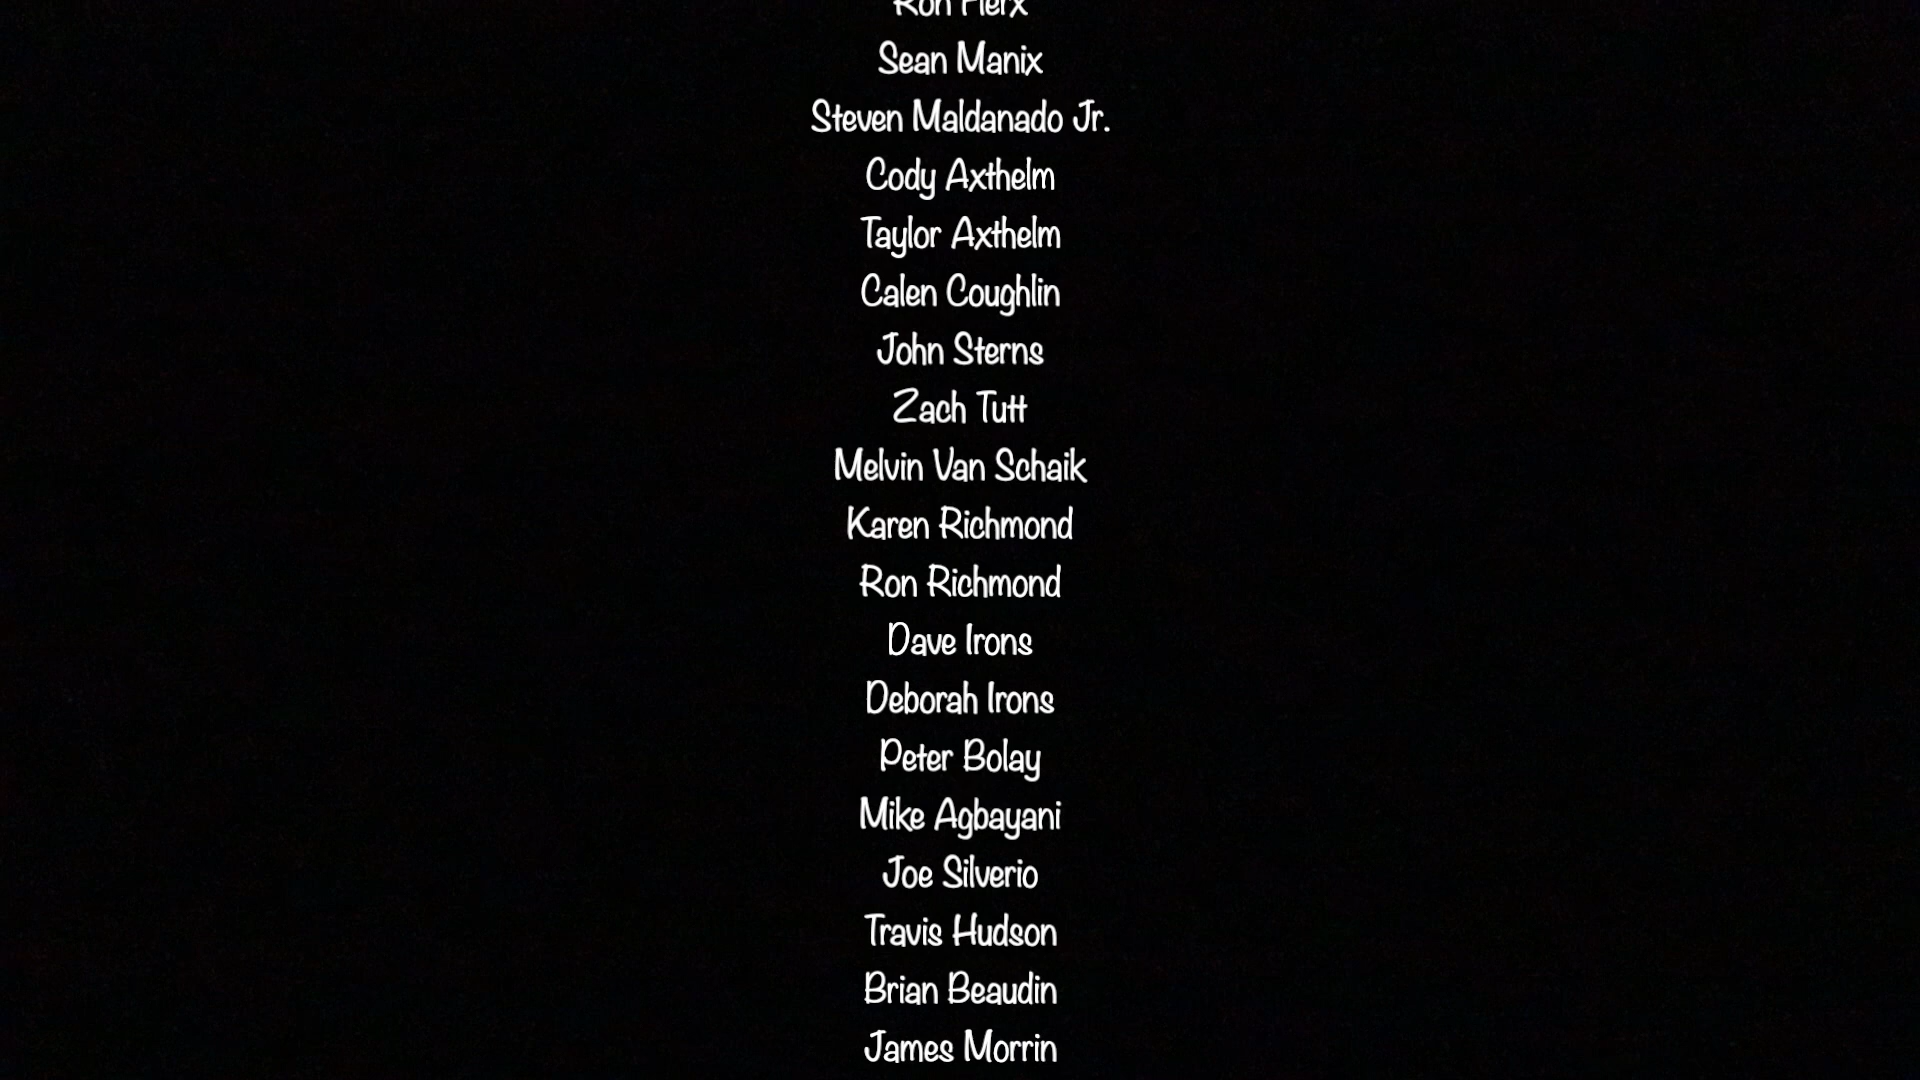 Ron
Sean Manix
Steven Maldanado Jr.
Cody Axthelm
Taylor Axthelm
Calen Coughlin
John Sterns
Zach Tutt
Melvin Van Schaik
Karen Richmond
Ron Richmond
Dave Irons
Deborah Irons
Peter Bolay
Mike Agbayani
Joe Silverio
Travis Hudson
Brian Beaudin
James Morrin